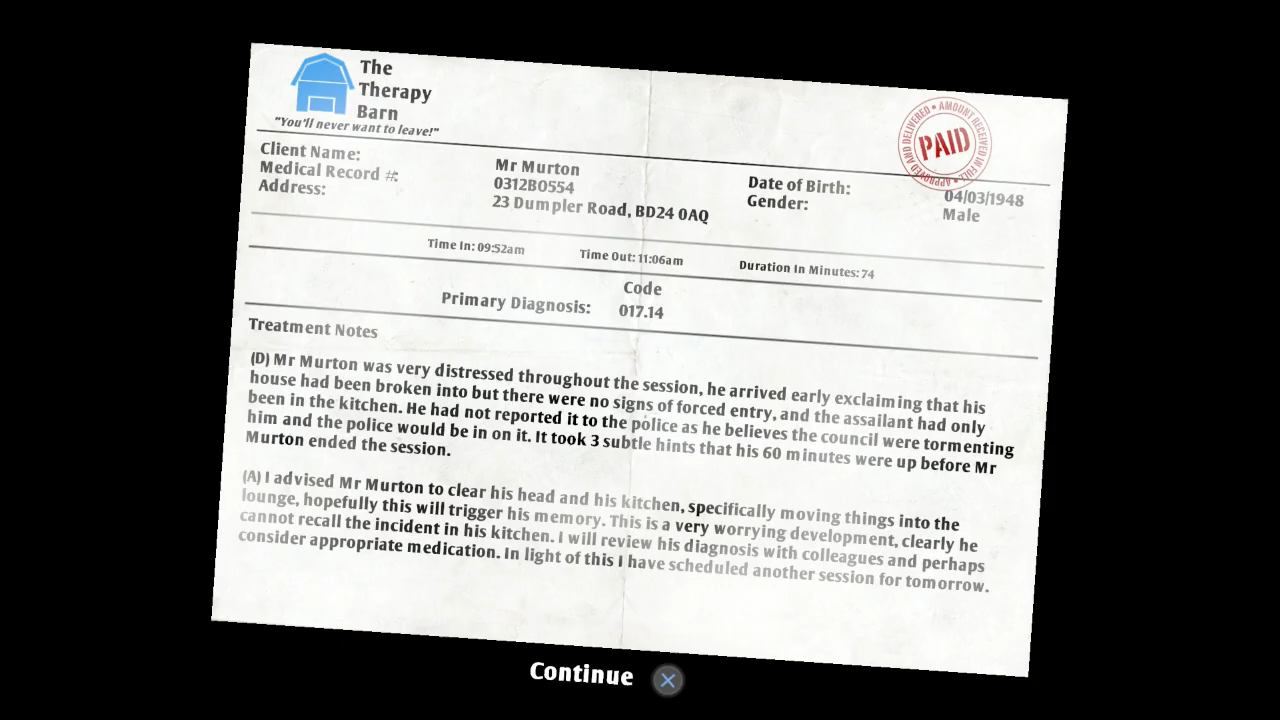 The
Therapy
Barn
"You'll never want to leave!"
AMOUNT RECEIVED IN FULL • APPROVED AND DELIVERED •
PAID
Client Name: Mr Murton Date of Birth: 04/03/1948
Medical Record #: 0312B0554 Gender: Male
Address: 23 Dumpler Road, BD24 0AQ
Time In: 09:52am Time Out: 11:06am Duration In Minutes: 74
Code
Primary Diagnosis: 017.14
Treatment Notes
(D) Mr Murton was very distressed throughout the session, he arrived early exclaiming that his
house had been broken into but there were no signs of forced entry, and the assailant had only
been in the kitchen. He had not reported it to the police as he believes the council were tormenting
him and the police would be in on it. It took 3 subtle hints that his 60 minutes were up before Mr
Murton ended the session.
(A) I advised Mr Murton to clear his head and his kitchen, specifically moving things into the
lounge, hopefully this will trigger his memory. This is a very worrying development, clearly he
cannot recall the incident in his kitchen. I will review his diagnosis with colleagues and perhaps
consider appropriate medication. In light of this I have scheduled another session for tomorrow.
Continue